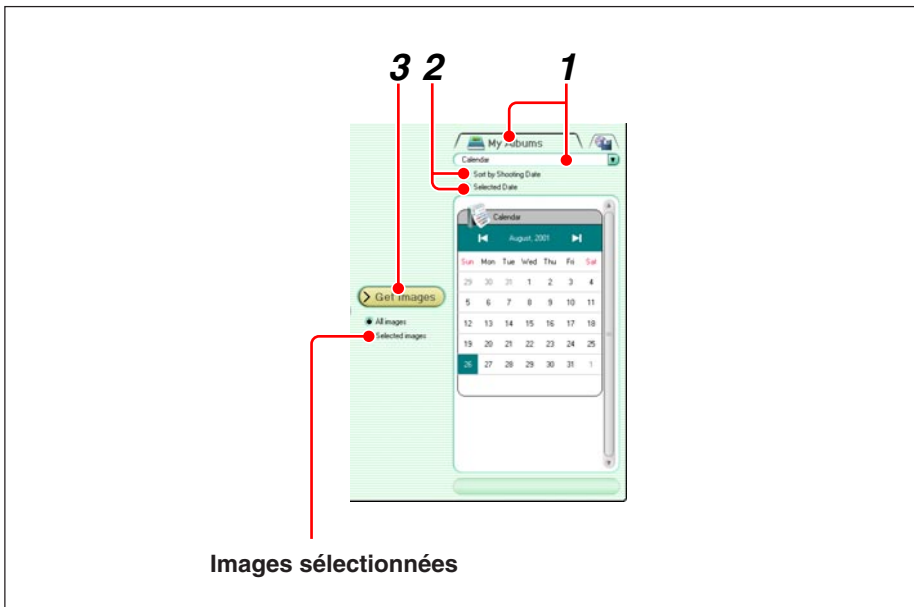 3 2 1
My Albums
Calendar
Sort by Shooting Date
Selected Date
Calendar
August, 2001
Sun Mon Tue Wed Thu Fri Sat
29 30 31 1 2 3 4
5 6 7 8 9 10 11
12 13 14 15 16 17 18
19 20 21 22 23 24 25
26 27 28 29 30 31 1
Get Images
All images
Selected images
Images sélectionnées